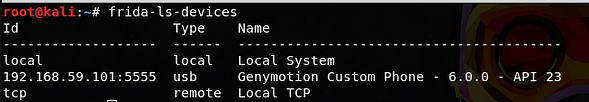 root@kali:~# frida-ls-devices
Id                   Type    Name
-------------------  ------  ------------------------------------------
local                local   Local System
192.168.59.101:5555  usb     Genymotion Custom Phone - 6.0.0 - API 23
tcp                  remote  Local TCP